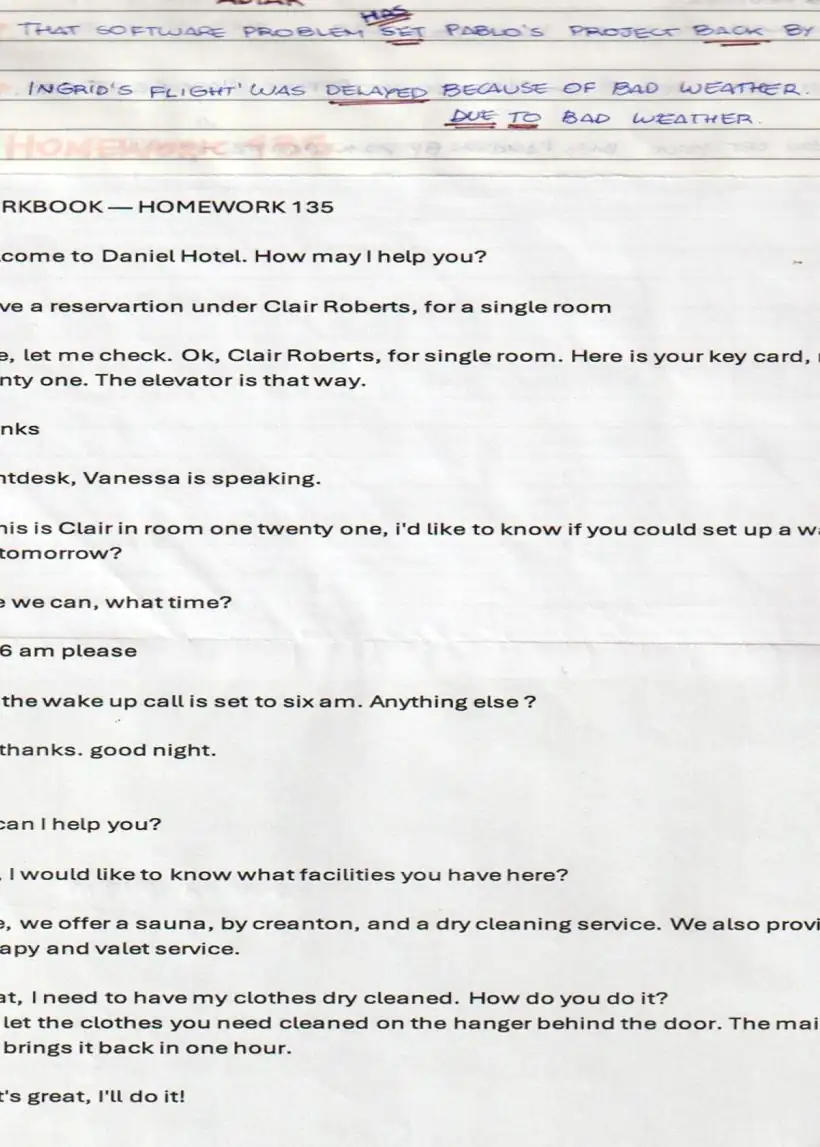 ADIAR
HAS
THAT SOFTWARE PROBLEM SET PABLO'S PROJECT BACK BY
INGRID'S FLIGHT WAS DELAYED BECAUSE OF BAD WEATHER.
DUE TO BAD WEATHER.
HOMEWORK 135
RKBOOK — HOMEWORK 135
come to Daniel Hotel. How may I help you?
ve a reservartion under Clair Roberts, for a single room
e, let me check. Ok, Clair Roberts, for single room. Here is your key card,
nty one. The elevator is that way.
nks
ntdesk, Vanessa is speaking.
his is Clair in room one twenty one, i'd like to know if you could set up a wa
tomorrow?
e we can, what time?
6 am please
the wake up call is set to six am. Anything else ?
thanks. good night.
can I help you?
, I would like to know what facilities you have here?
e, we offer a sauna, by creanton, and a dry cleaning service. We also provi
apy and valet service.
at, I need to have my clothes dry cleaned. How do you do it?
let the clothes you need cleaned on the hanger behind the door. The mai
brings it back in one hour.
t's great, I'll do it!